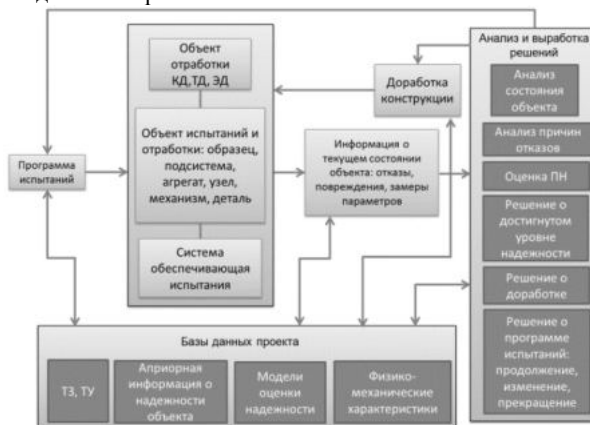 Анализ и выработка
решений
Объект
отработки
КД,ТД, ЭД
Доработка
конструкции
Анализ
состояния
объекта
Анализ причин
отказов
Программа
испытаний
Объект испытаний и
отработки: образец,
подсистема,
агрегат, узел,
механизм, деталь
Информация о
текущем состоянии
объекта: отказы,
повреждения, замеры
параметров
Оценка ПН
Решение о
достигнутом
уровне
надежности
Система
обеспечивающая
испытания
Решение о
доработке
Решение о
программе
испытаний:
продолжение,
изменение,
прекращение
Базы данных проекта
ТЗ, ТУ
Априорная
информация о
надежности
объекта
Модели
оценки
надежности
Физико-
механические
характеристики